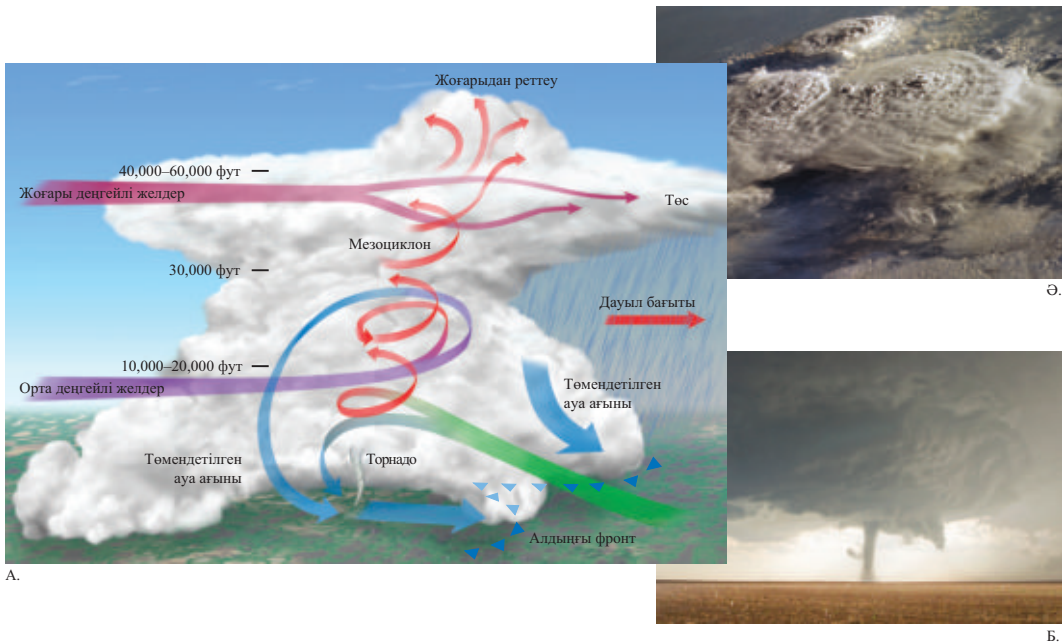 Жоғарыдан реттеу
40,000–60,000 фут
Жоғары деңгейлі желдер
Төс
Мезоциклон
30,000 фут
Дауыл бағыты
10,000–20,000 фут
Орта деңгейлі желдер
Төмендетілген
ауа ағыны
Төмендетілген
ауа ағыны
Торнадо
Алдыңғы фронт
А.
Ә.
Б.